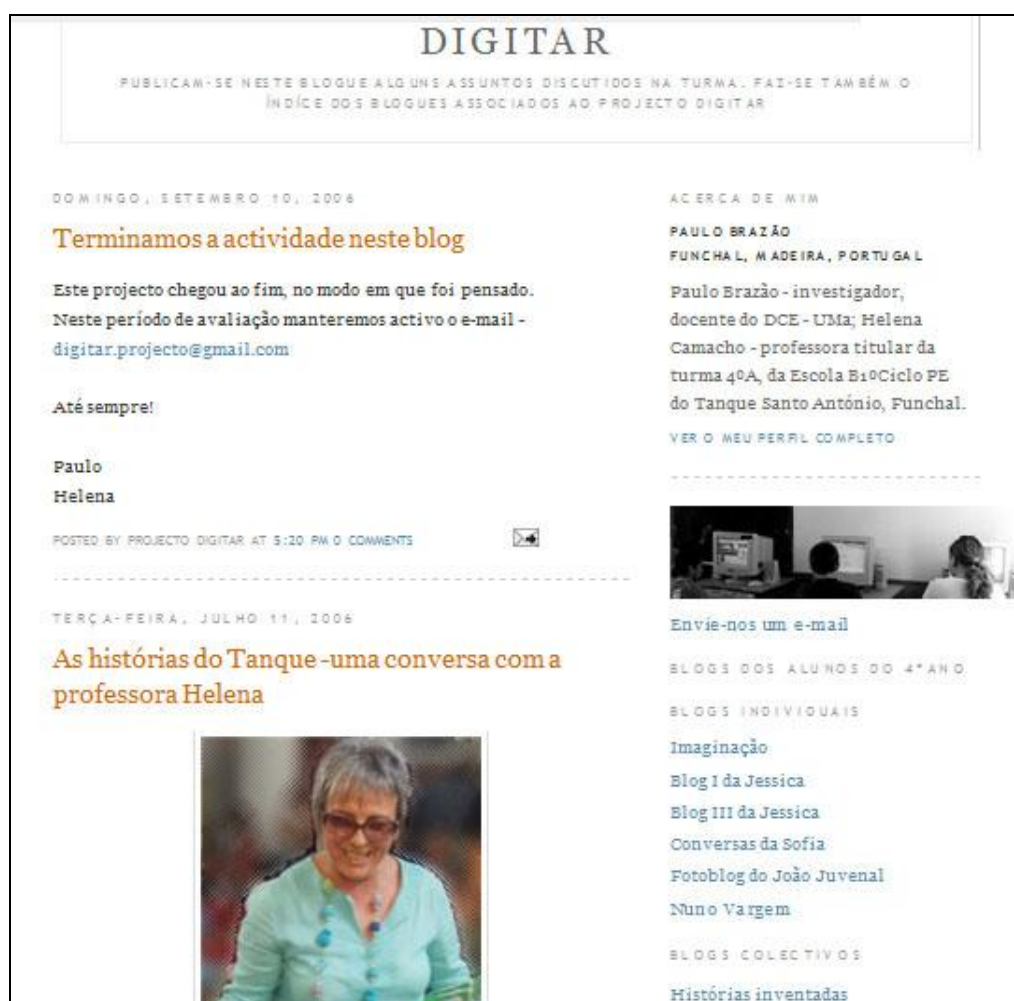 DIGITAR
PUBLICAM-SE NESTE BLOGUE ALGUNS ASSUNTOS DISCUTIDOS NA TURMA. FAZ-SE TAMBÉM O
ÍNDÍCE DOS BLOGUES ASSOCIADOS AO PROJECTO DIGITAR
DOMINGO, SETEMBRO 10, 2006
Terminamos a actividade neste blog
Este projecto chegou ao fim, no modo em que foi pensado.
Neste período de avaliação manteremos activo o e-mail -
digitar.projecto@gmail.com
Até sempre!
Paulo
Helena
POSTED BY PROJECTO DIGITAR AT 5:20 PM 0 COMMENTS
TERÇA-FEIRA, JULHO 11, 2006
As histórias do Tanque -uma conversa com a
professora Helena
ACERCA DE MIM
PAULO BRAZÃO
FUNCHAL, MADEIRA, PORTUGAL
Paulo Brazão - investigador,
docente do DCE - UMa; Helena
Camacho - professora titular da
turma 4ºA, da Escola B1ºCiclo PE
do Tanque Santo António, Funchal.
VER O MEU PERFIL COMPLETO
Envie-nos um e-mail
BLOGS DOS ALUNOS DO 4ºANO
BLOGS INDIVIDUAIS
Imaginação
Blog I da Jessica
Blog III da Jessica
Conversas da Sofia
Fotoblog do João Juvenal
Nuno Vargem
BLOGS COLECTIVOS
Histórias inventadas